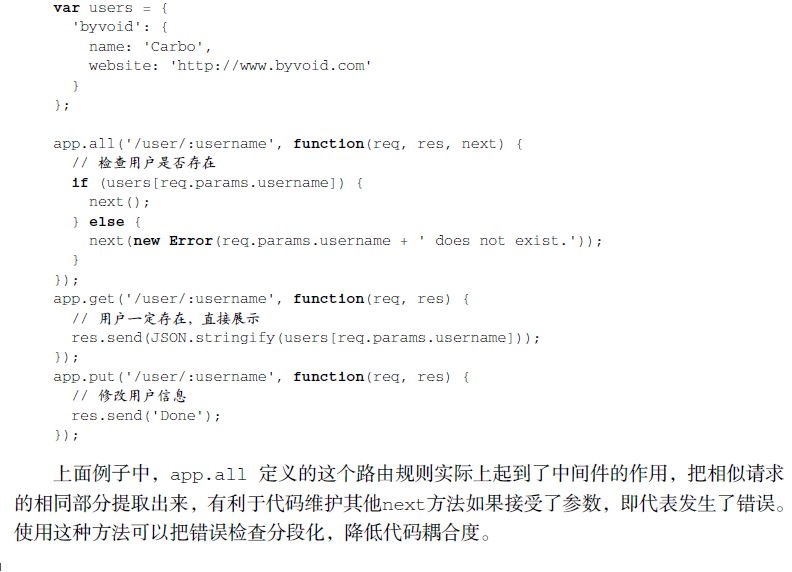 var users = {
  'byvoid': {
    name: 'Carbo',
    website: 'http://www.byvoid.com'
  }
};

app.all('/user/:username', function(req, res, next) {
  // 检查用户是否存在
  if (users[req.params.username]) {
    next();
  } else {
    next(new Error(req.params.username + ' does not exist.'));
  }
});
app.get('/user/:username', function(req, res) {
  // 用户一定存在，直接展示
  res.send(JSON.stringify(users[req.params.username]));
});
app.put('/user/:username', function(req, res) {
  // 修改用户信息
  res.send('Done');
});
上面例子中，app.all 定义的这个路由规则实际上起到了中间件的作用，把相似请求
的相同部分提取出来，有利于代码维护其他next方法如果接受了参数，即代表发生了错误。
使用这种方法可以把错误检查分段化，降低代码耦合度。